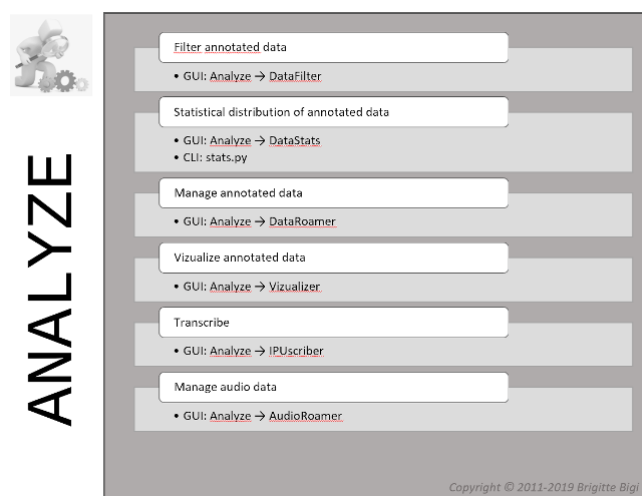 ANALYZE
Filter annotated data
• GUI: Analyze → DataFilter
Statistical distribution of annotated data
• GUI: Analyze → DataStats
• CLI: stats.py
Manage annotated data
• GUI: Analyze → DataRoamer
Vizualize annotated data
• GUI: Analyze → Vizualizer
Transcribe
• GUI: Analyze → IPUscriber
Manage audio data
• GUI: Analyze → AudioRoamer
Copyright © 2011-2019 Brigitte Bigi